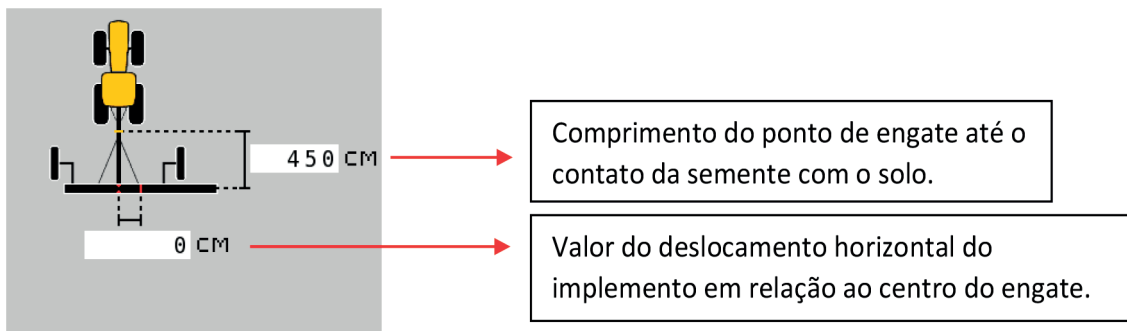 450 CM
Comprimento do ponto de engate até o
contato da semente com o solo.
0 CM
Valor do deslocamento horizontal do
implemento em relação ao centro do engate.